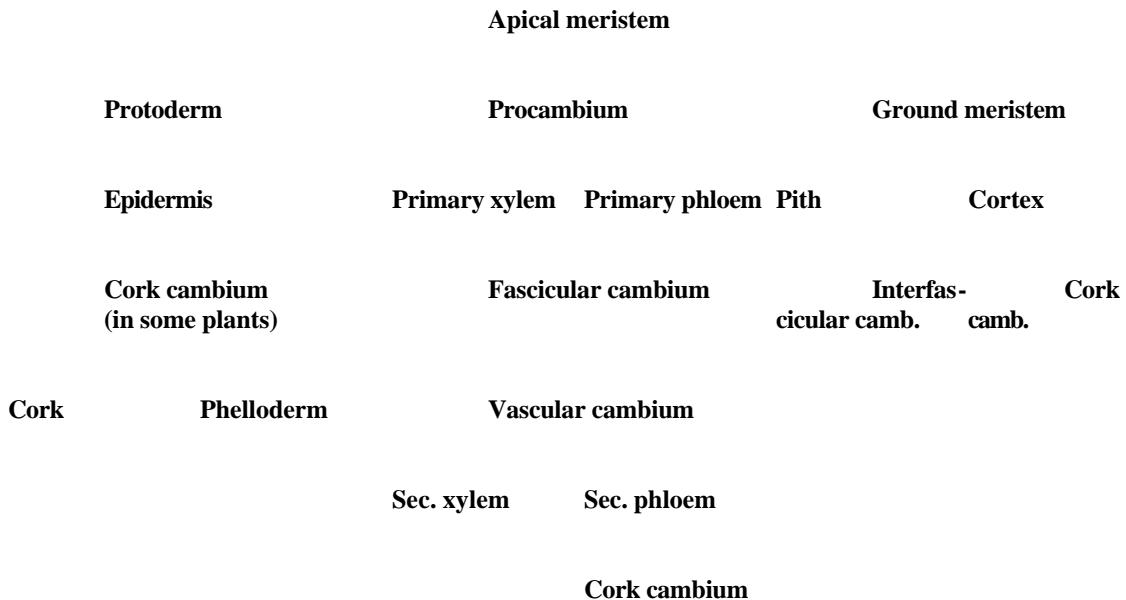 Apical meristem
Protoderm Procambium Ground meristem
Epidermis Primary xylem Primary phloem Pith Cortex
Cork cambium Fascicular cambium Interfas- Cork
(in some plants) cicular camb. camb.
Cork Phelloderm Vascular cambium
Sec. xylem Sec. phloem
Cork cambium